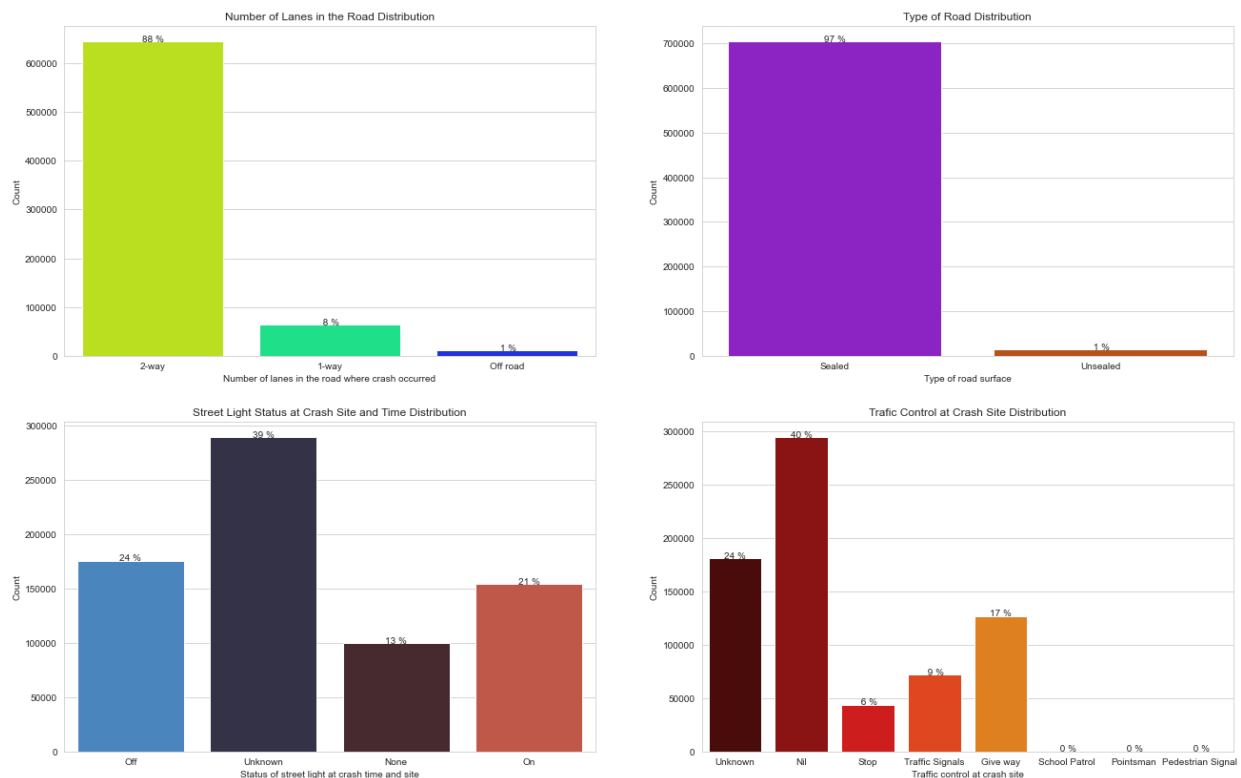 Number of Lanes in the Road Distribution
88 %
600000
500000
400000
300000
200000
100000
0
Count
8 %
1 %
2-way
1-way
Off road
Number of lanes in the road where crash occurred
Type of Road Distribution
97 %
700000
600000
500000
400000
300000
200000
100000
0
Count
1 %
Sealed
Unsealed
Type of road surface
Street Light Status at Crash Site and Time Distribution
300000
250000
200000
150000
100000
50000
0
Count
24 %
39 %
13 %
21 %
Off
Unknown
None
On
Status of street light at crash time and site
Trafic Control at Crash Site Distribution
300000
250000
200000
150000
100000
50000
0
Count
24 %
40 %
6 %
9 %
17 %
0 %
0 %
0 %
Unknown
Nil
Stop
Traffic Signals
Give way
School Patrol
Pointsman
Pedestrian Signal
Traffic control at crash site